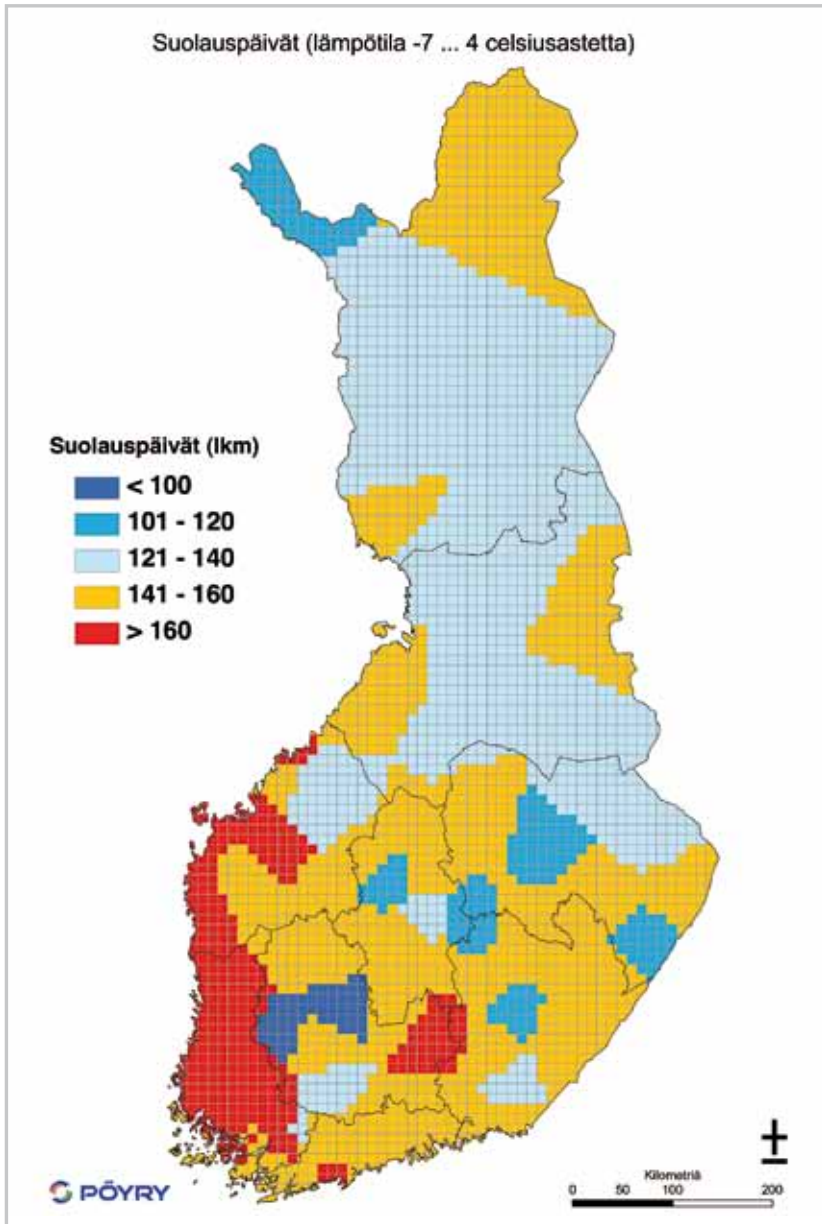 Suolauspäivät (lämpötila -7 ... 4 celsiusastetta)
Suolauspäivät (lkm)
< 100
101 - 120
121 - 140
141 - 160
> 160
PÖYRY
Kilometriä
0 50 100 200